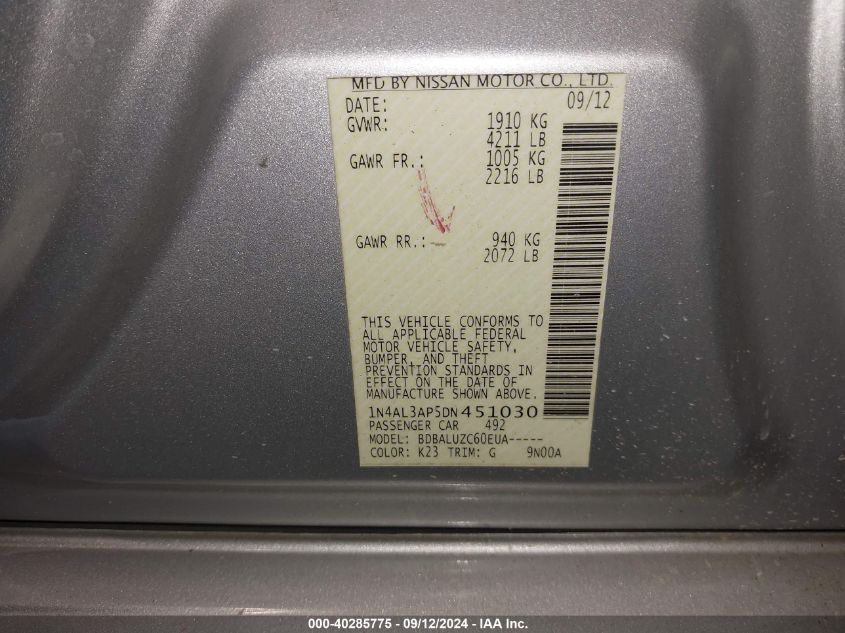 MFD BY NISSAN MOTOR CO., LTD.
DATE: 09/12
GVWR: 1910 KG
4211 LB
GAWR FR.: 1005 KG
2216 LB
GAWR RR.: 940 KG
2072 LB
THIS VEHICLE CONFORMS TO
ALL APPLICABLE FEDERAL
MOTOR VEHICLE SAFETY,
BUMPER, AND THEFT
PREVENTION STANDARDS IN
EFFECT ON THE DATE OF
MANUFACTURE SHOWN ABOVE.
1N4AL3AP5DN451030
PASSENGER CAR 492
MODEL: BDBALUZC60EUA-----
COLOR: K23 TRIM: G 9N00A
000-40285775 - 09/12/2024 - IAA Inc.